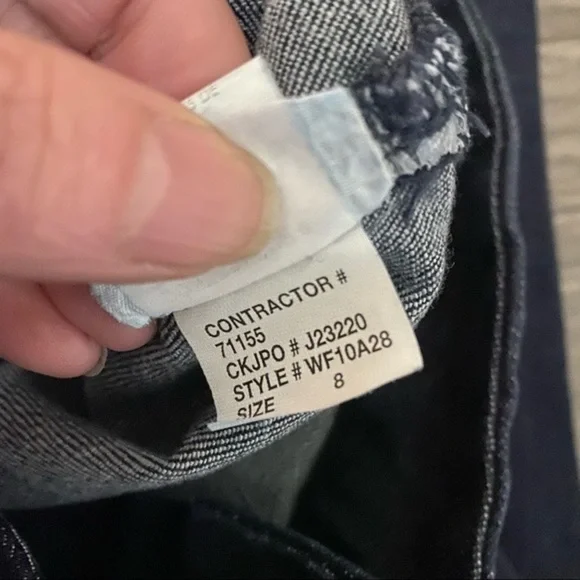 CONTRACTOR #
71155
CKJPO # J23220
STYLE # WF10A28
SIZE 8